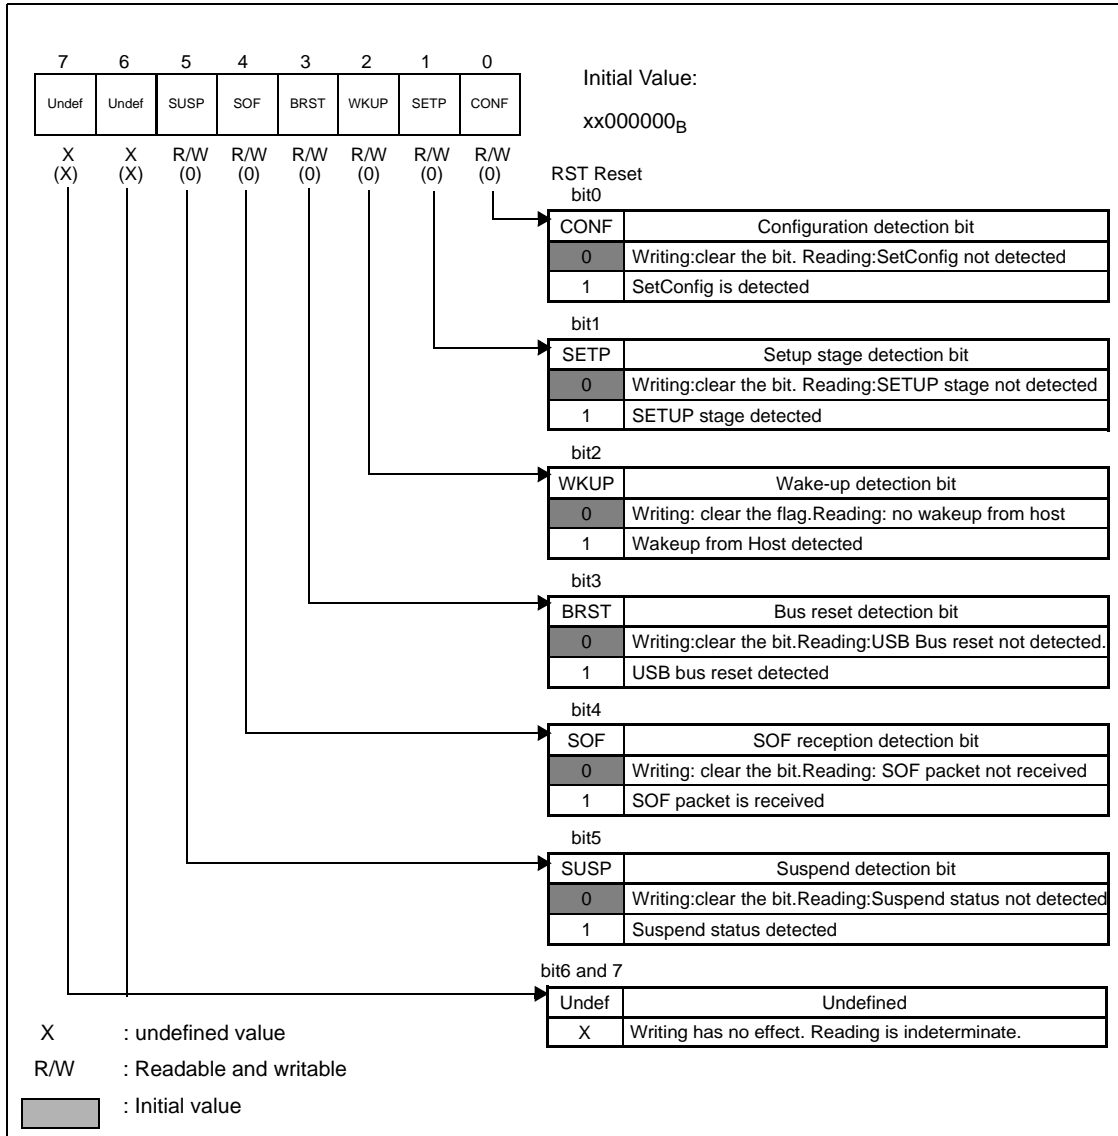 7 6 5 4 3 2 1 0
Undef Undef SUSP SOF BRST WKUP SETP CONF
X X R/W R/W R/W R/W R/W R/W
(X) (X) (0) (0) (0) (0) (0) (0)
Initial Value:
xx000000B
RST Reset
bit0
CONF Configuration detection bit
0 Writing:clear the bit. Reading:SetConfig not detected
1 SetConfig is detected
bit1
SETP Setup stage detection bit
0 Writing:clear the bit. Reading:SETUP stage not detected
1 SETUP stage detected
bit2
WKUP Wake-up detection bit
0 Writing: clear the flag.Reading: no wakeup from host
1 Wakeup from Host detected
bit3
BRST Bus reset detection bit
0 Writing:clear the bit.Reading:USB Bus reset not detected.
1 USB bus reset detected
bit4
SOF SOF reception detection bit
0 Writing: clear the bit.Reading: SOF packet not received
1 SOF packet is received
bit5
SUSP Suspend detection bit
0 Writing:clear the bit.Reading:Suspend status not detected
1 Suspend status detected
bit6 and 7
Undef Undefined
X Writing has no effect. Reading is indeterminate.
X : undefined value
R/W : Readable and writable
: Initial value